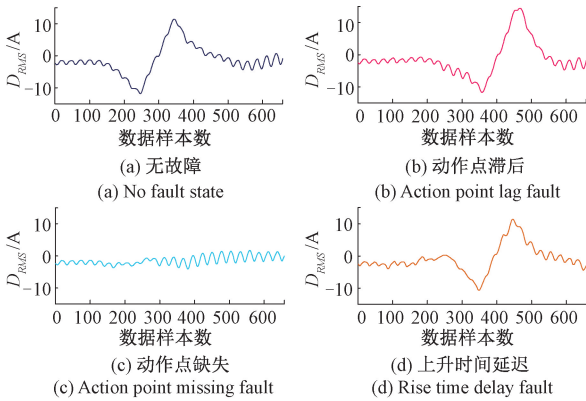 D_RMS/A
10
0
−10
0 100 200 300 400 500 600
数据样本数
(a) 无故障
(a) No fault state
D_RMS/A
10
0
−10
0 100 200 300 400 500 600
数据样本数
(b) 动作点滞后
(b) Action point lag fault
D_RMS/A
10
0
−10
0 100 200 300 400 500 600
数据样本数
(c) 动作点缺失
(c) Action point missing fault
D_RMS/A
10
0
−10
0 100 200 300 400 500 600
数据样本数
(d) 上升时间延迟
(d) Rise time delay fault